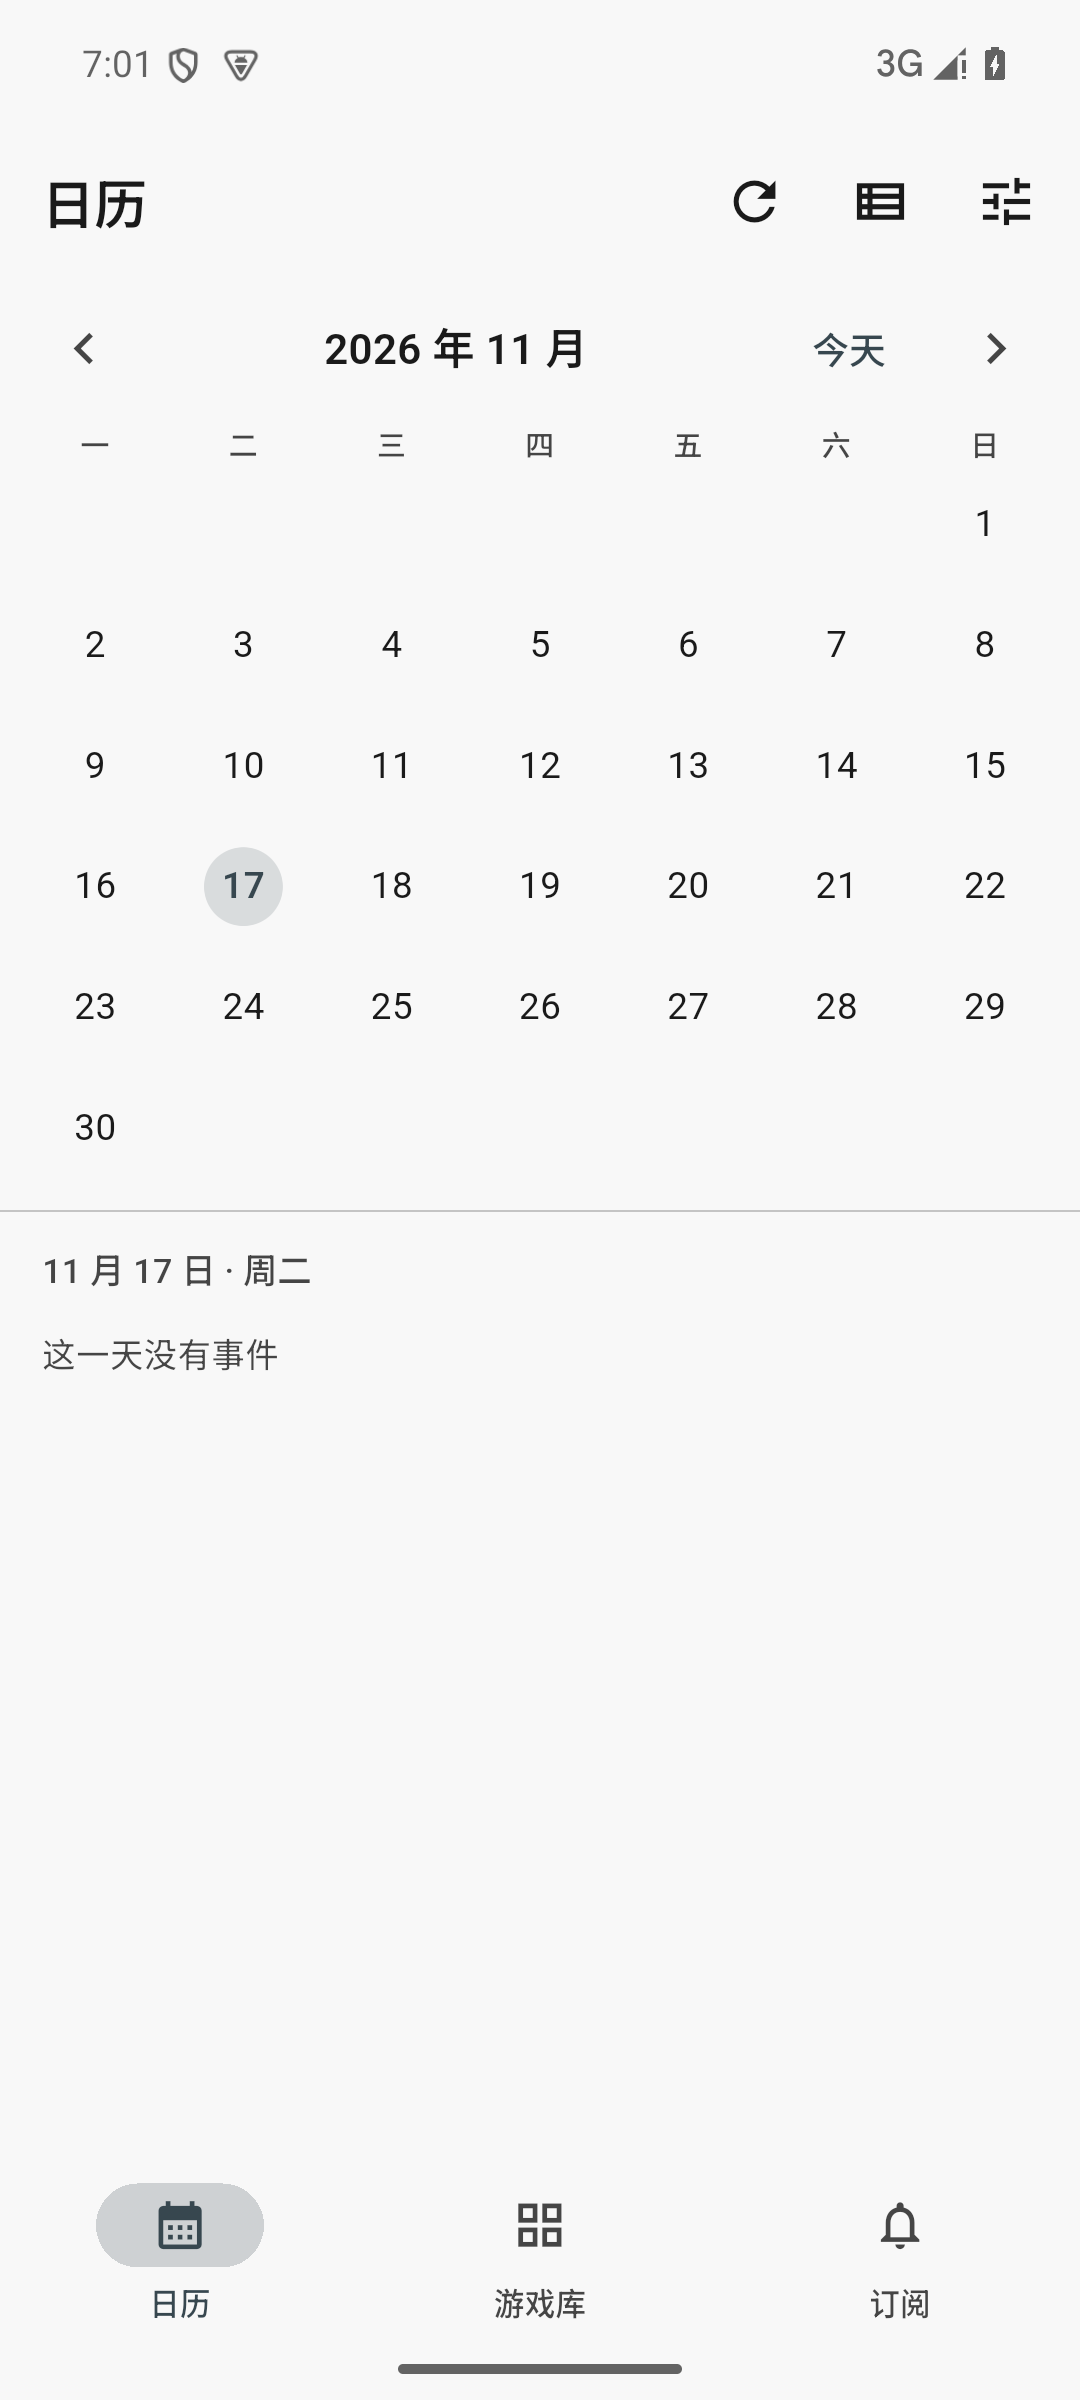 7:01 3G
日历
2026 年 11 月 今天
一 二 三 四 五 六 日
1
2 3 4 5 6 7 8
9 10 11 12 13 14 15
16 17 18 19 20 21 22
23 24 25 26 27 28 29
30
11 月 17 日 · 周二
这一天没有事件
日历 游戏库 订阅